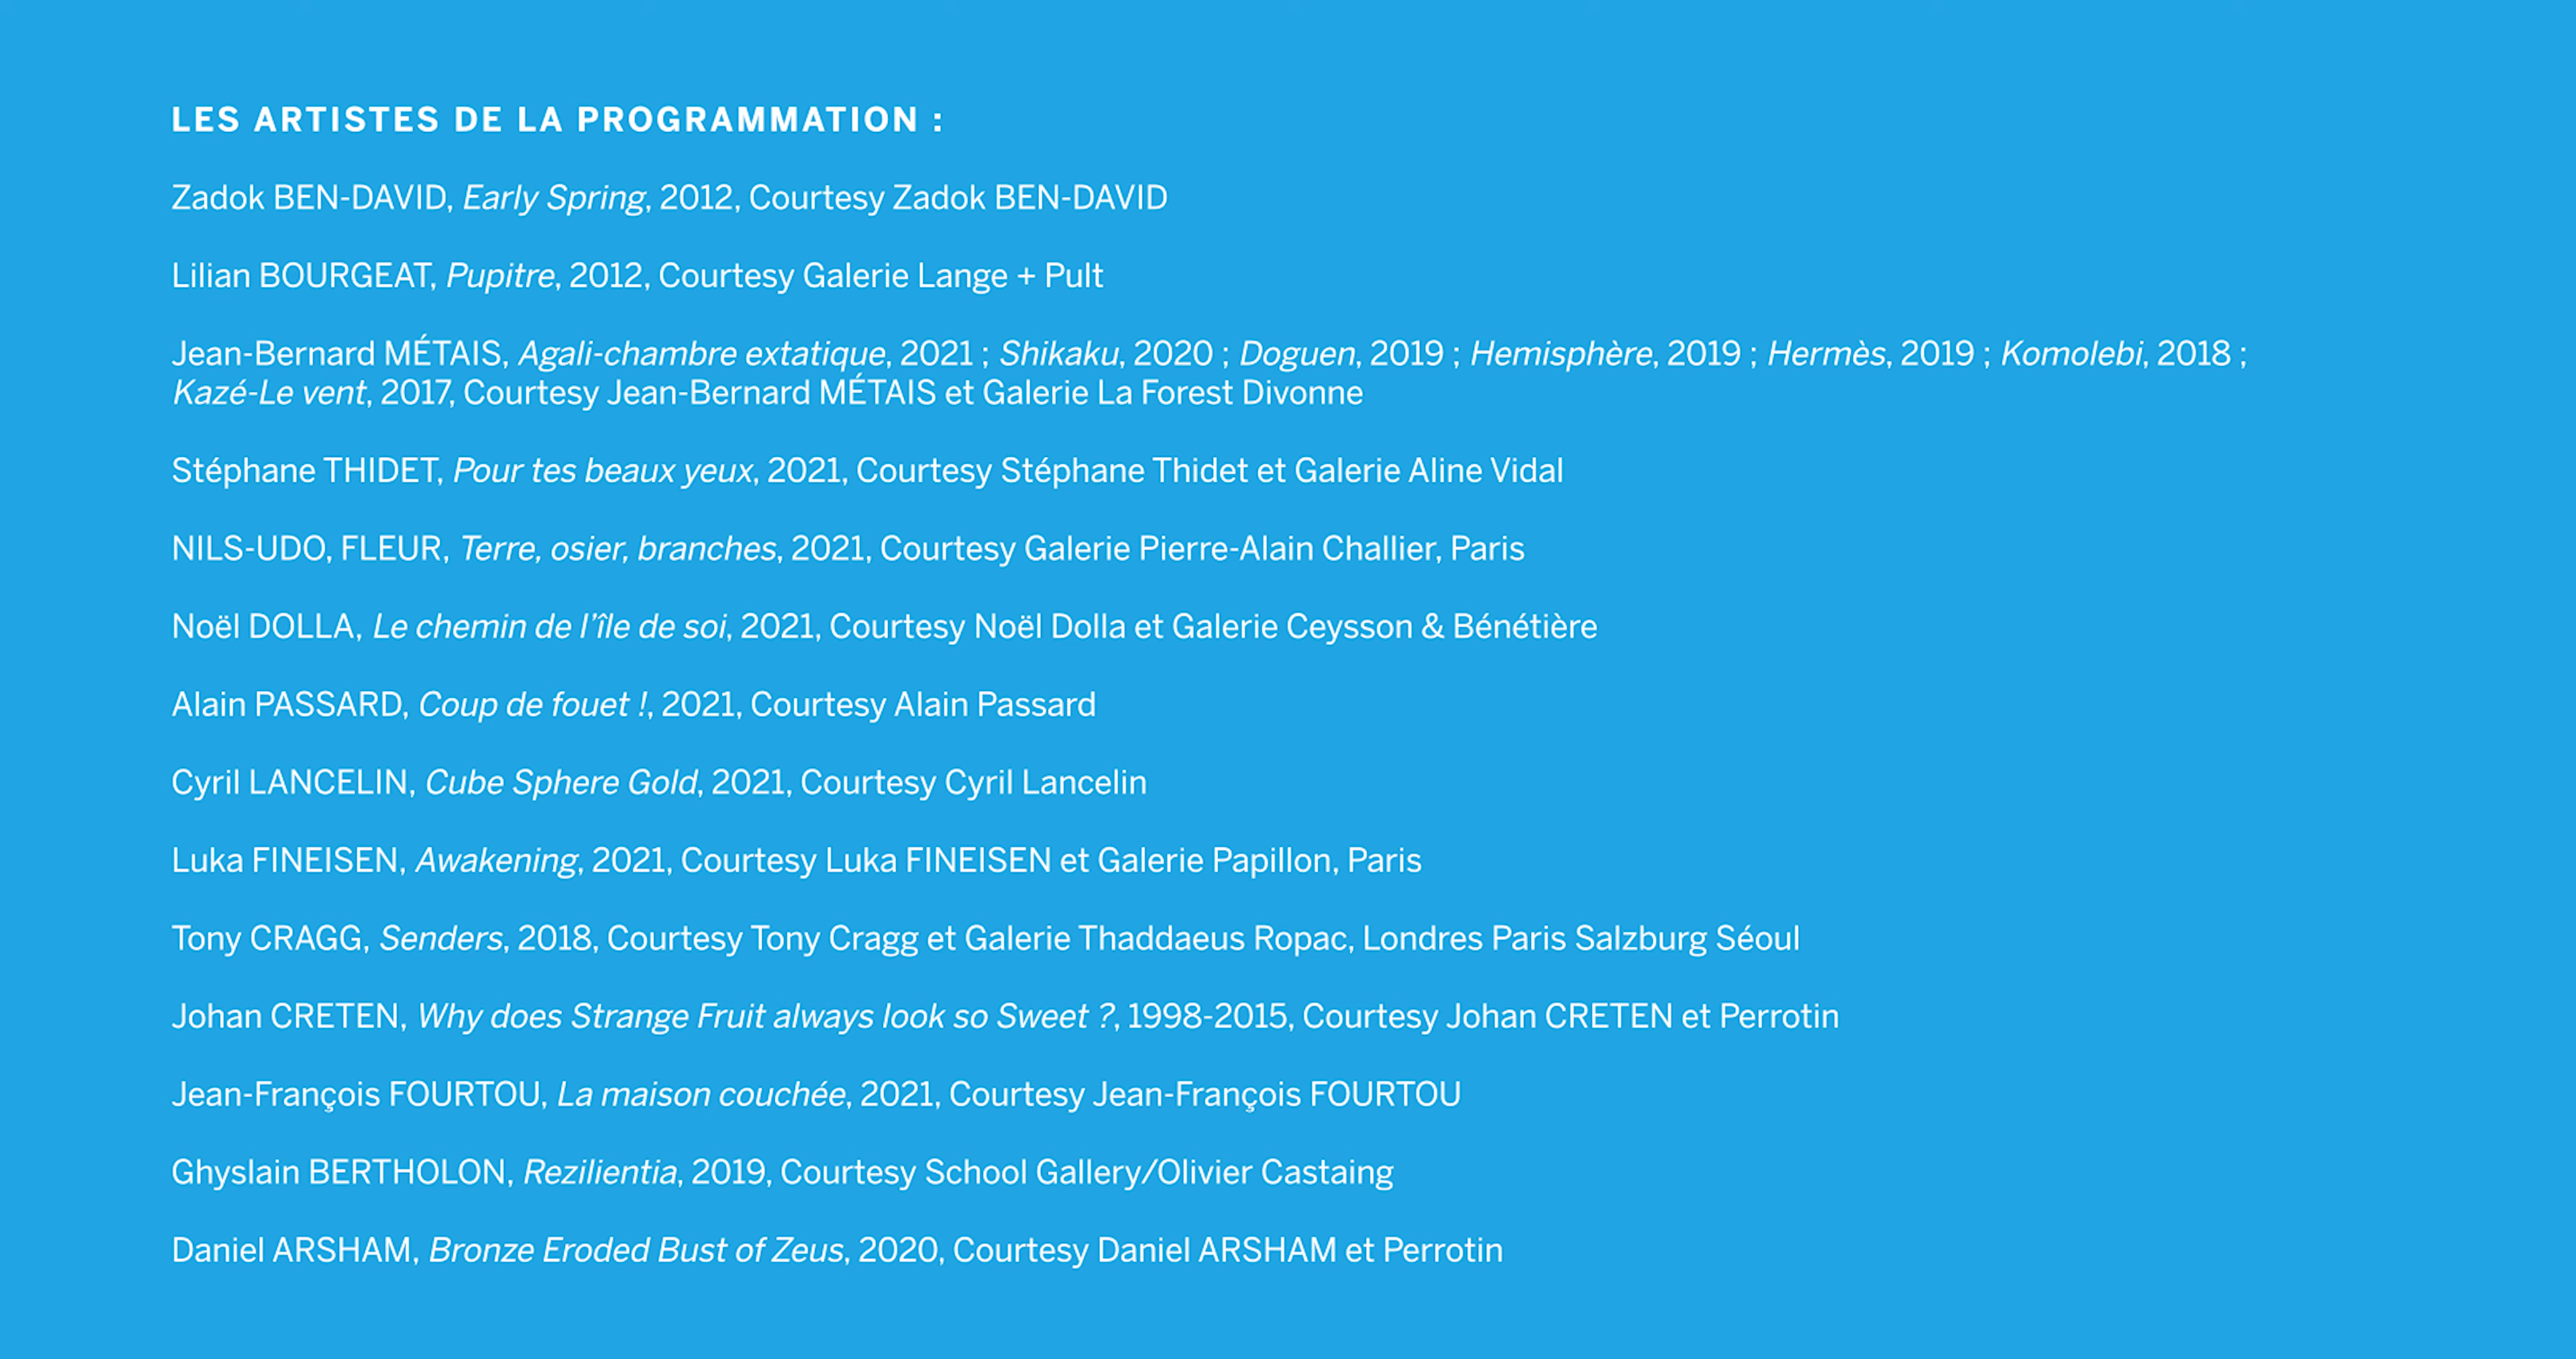 LES ARTISTES DE LA PROGRAMMATION :
Zadok BEN-DAVID, Early Spring, 2012, Courtesy Zadok BEN-DAVID
Lilian BOURGEAT, Pupitre, 2012, Courtesy Galerie Lange + Pult
Jean-Bernard MÉTAIS, Agali-chambre extatique, 2021 ; Shikaku, 2020 ; Doguen, 2019 ; Hemisphère, 2019 ; Hermès, 2019 ; Komolebi, 2018 ;
Kazé-Le vent, 2017, Courtesy Jean-Bernard MÉTAIS et Galerie La Forest Divonne
Stéphane THIDET, Pour tes beaux yeux, 2021, Courtesy Stéphane Thidet et Galerie Aline Vidal
NILS-UDO, FLEUR, Terre, osier, branches, 2021, Courtesy Galerie Pierre-Alain Challier, Paris
Noël DOLLA, Le chemin de l’île de soi, 2021, Courtesy Noël Dolla et Galerie Ceysson & Bénétière
Alain PASSARD, Coup de fouet !, 2021, Courtesy Alain Passard
Cyril LANCELIN, Cube Sphere Gold, 2021, Courtesy Cyril Lancelin
Luka FINEISEN, Awakening, 2021, Courtesy Luka FINEISEN et Galerie Papillon, Paris
Tony CRAGG, Senders, 2018, Courtesy Tony Cragg et Galerie Thaddaeus Ropac, Londres Paris Salzburg Séoul
Johan CRETEN, Why does Strange Fruit always look so Sweet ?, 1998-2015, Courtesy Johan CRETEN et Perrotin
Jean-François FOURTOU, La maison couchée, 2021, Courtesy Jean-François FOURTOU
Ghyslain BERTHOLON, Rezilientia, 2019, Courtesy School Gallery/Olivier Castaing
Daniel ARSHAM, Bronze Eroded Bust of Zeus, 2020, Courtesy Daniel ARSHAM et Perrotin